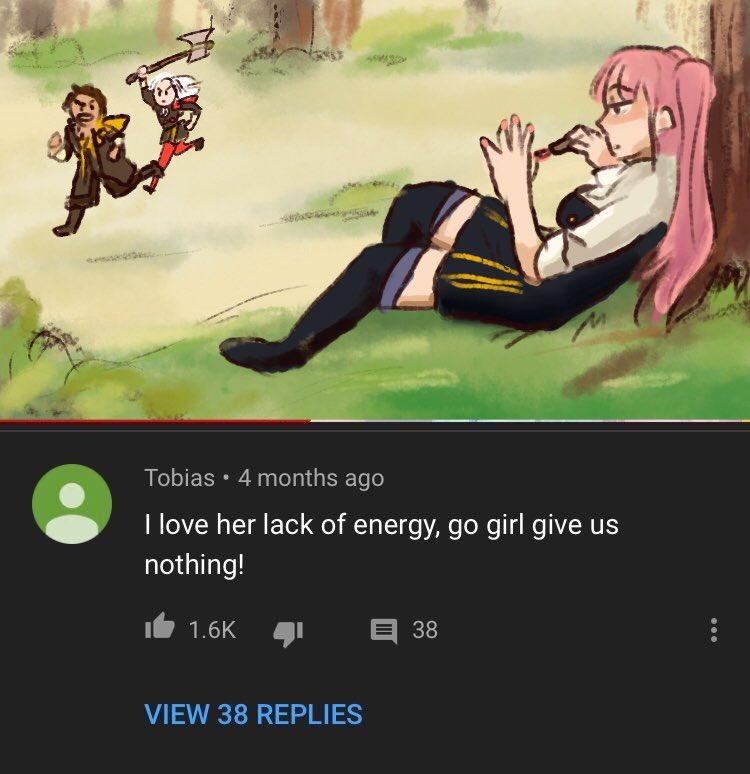 Tobias • 4 months ago
I love her lack of energy, go girl give us
nothing!
1.6K 38
VIEW 38 REPLIES